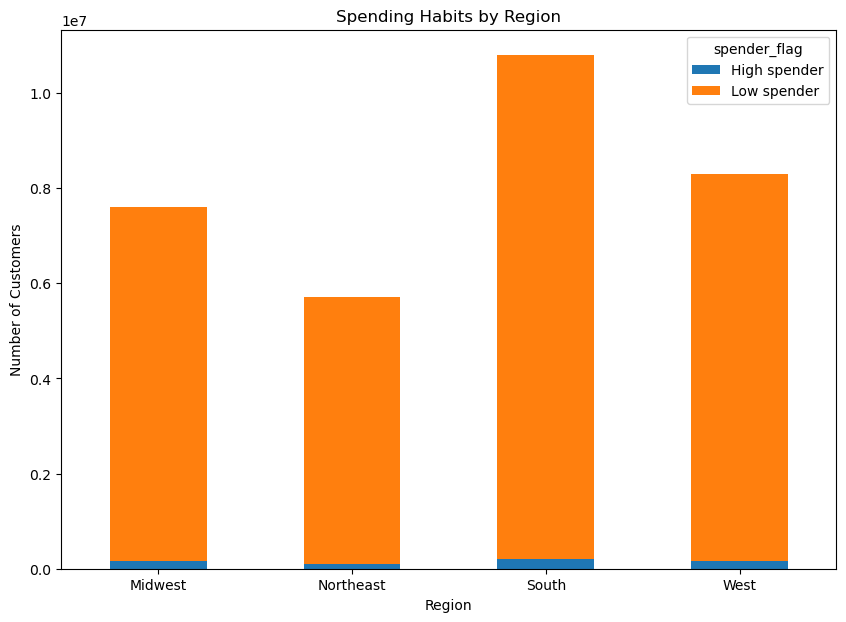 Spending Habits by Region
1e7
spender_flag
High spender
Low spender
1.0
0.8
0.6
0.4
0.2
0.0
Number of Customers
Midwest
Northeast
South
West
Region